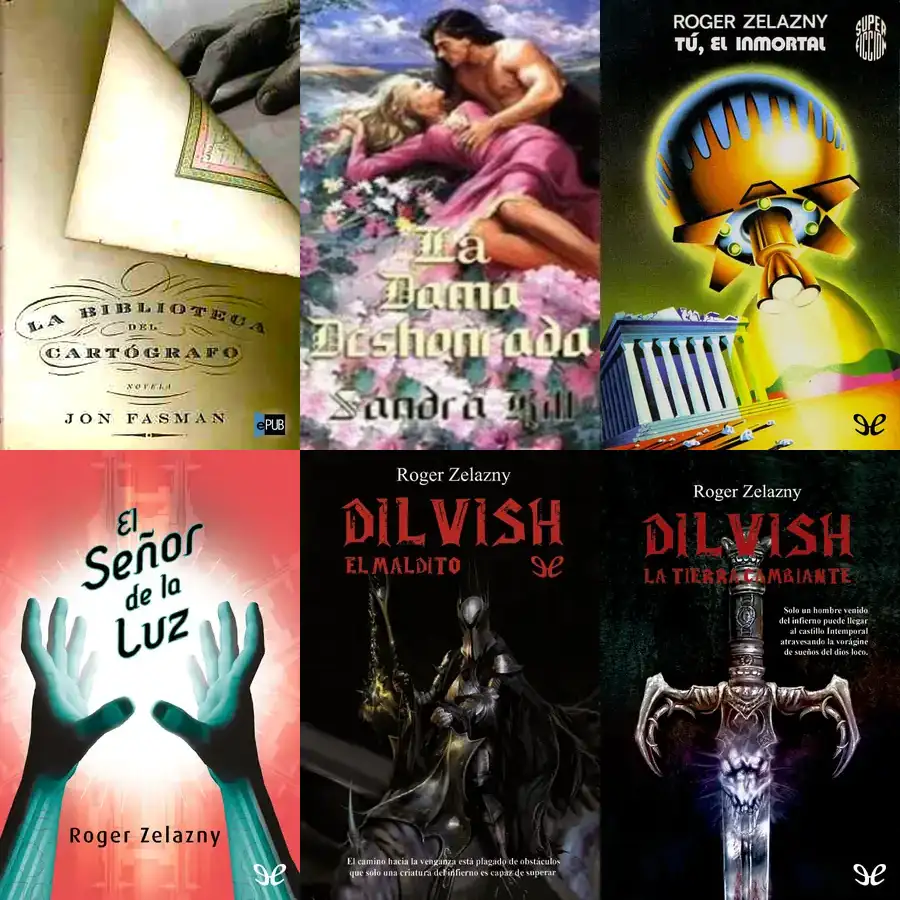 LA BIBLIOTECA
DEL
CARTÓGRAFO
NOVELA
JON FASMAN
ePUB
La
Dama
Deshonrada
Sandra Hill
ROGER ZELAZNY
TÚ, EL INMORTAL
SUPER
FICCION
El
Señor
de la
Luz
Roger Zelazny
Roger Zelazny
DILVISH
EL MALDITO
El camino hacia la venganza está plagado de obstáculos
que solo una criatura del infierno es capaz de superar
Roger Zelazny
DILVISH
LA TIERRA CAMBIANTE
Solo un hombre venido
del infierno puede llegar
al castillo Intemporal
atravesando la vorágine
de sueños del dios loco.